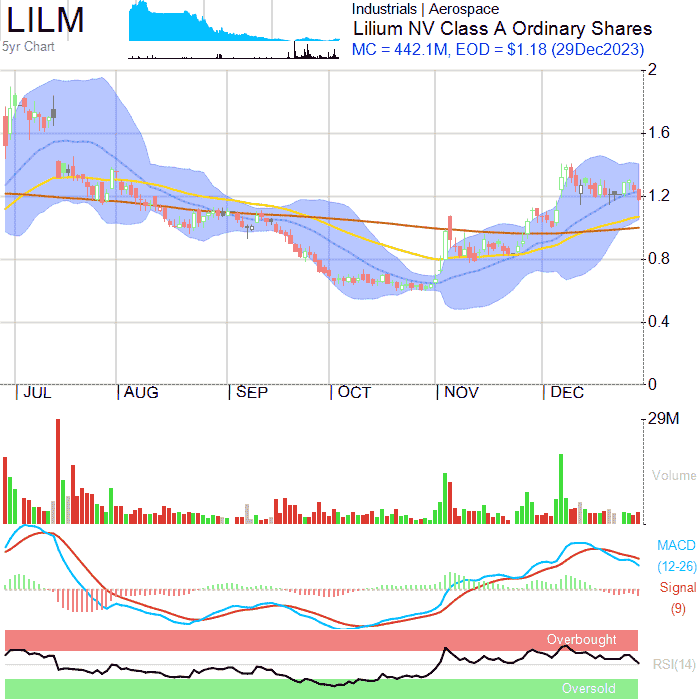 LILM
5yr Chart
Industrials | Aerospace
Lilium NV Class A Ordinary Shares
MC = 442.1M, EOD = $1.18 (29Dec2023)
2
1.6
1.2
0.8
0.4
0
JUL AUG SEP OCT NOV DEC
29M
Volume
MACD
(12-26)
Signal
(9)
Overbought
RSI(14)
Oversold